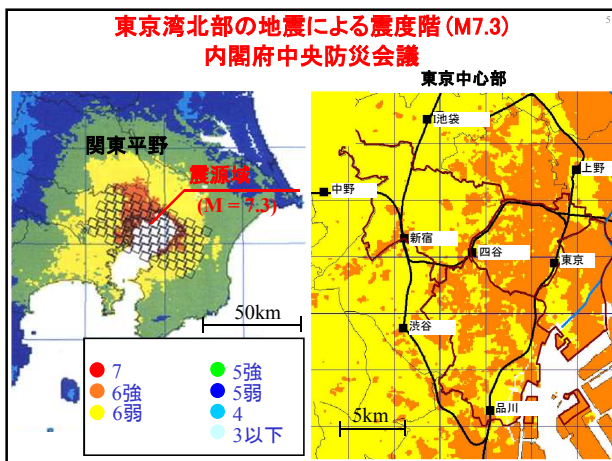 東京湾北部の地震による震度階(M7.3)
内閣府中央防災会議
5
東京中心部
関東平野
震源域
(M = 7.3)
50km
7
6強
6弱
5強
5弱
4
3以下
池袋
上野
中野
新宿
四谷
東京
渋谷
品川
5km